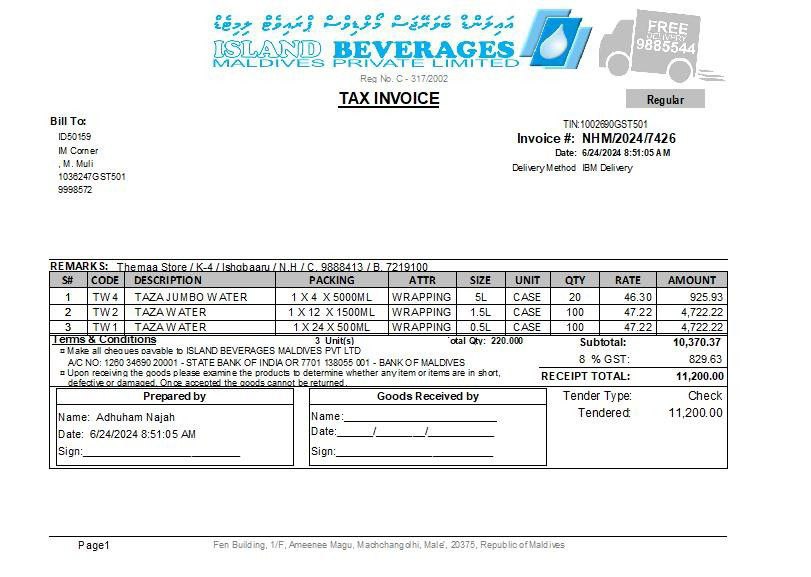 އައިލަންޑް ބެވަރޭޖަސް މޯލްޑިވްސް ޕްރައިވެޓް ލިމިޓެޑް
ISLAND BEVERAGES
MALDIVES PRIVATE LIMITED
FREE
DELIVERY
9885544
Reg No. C - 317/2002
TAX INVOICE
Regular
Bill To:
ID50159
IM Corner
, M. Muli
1036247GST501
9998572
TIN:1002690GST501
Invoice #: NHM/2024/7426
Date: 6/24/2024 8:51:05 AM
Delivery Method IBM Delivery
REMARKS: Themaa Store / K-4 / Ishqbaaru / N.H / C. 9888413 / B. 7219100
S# CODE DESCRIPTION PACKING ATTR SIZE UNIT QTY RATE AMOUNT
1 TW4 TAZA JUMBO WATER 1 X 4 X 5000ML WRAPPING 5L CASE 20 46.30 925.93
2 TW2 TAZA WATER 1 X 12 X 1500ML WRAPPING 1.5L CASE 100 47.22 4,722.22
3 TW1 TAZA WATER 1 X 24 X 500ML WRAPPING 0.5L CASE 100 47.22 4,722.22
Terms & Conditions 3 Unit(s) otal Qty: 220.000 Subtotal: 10,370.37
¤ Make all cheques payable to ISLAND BEVERAGES MALDIVES PVT LTD
A/C NO: 1260 34690 20001 - STATE BANK OF INDIA OR 7701 138055 001 - BANK OF MALDIVES
8 % GST: 829.63
¤ Upon receiving the goods please examine the products to determine whether any item or items are in short,
defective or damaged. Once accepted the goods cannot be returned.
RECEIPT TOTAL: 11,200.00
Prepared by
Name: Adhuham Najah
Date: 6/24/2024 8:51:05 AM
Sign:
Goods Received by
Name:
Date: / /
Sign:
Tender Type: Check
Tendered: 11,200.00
Page1
Fen Building, 1/F, Ameenee Magu, Machchangolhi, Male', 20375, Republic of Maldives